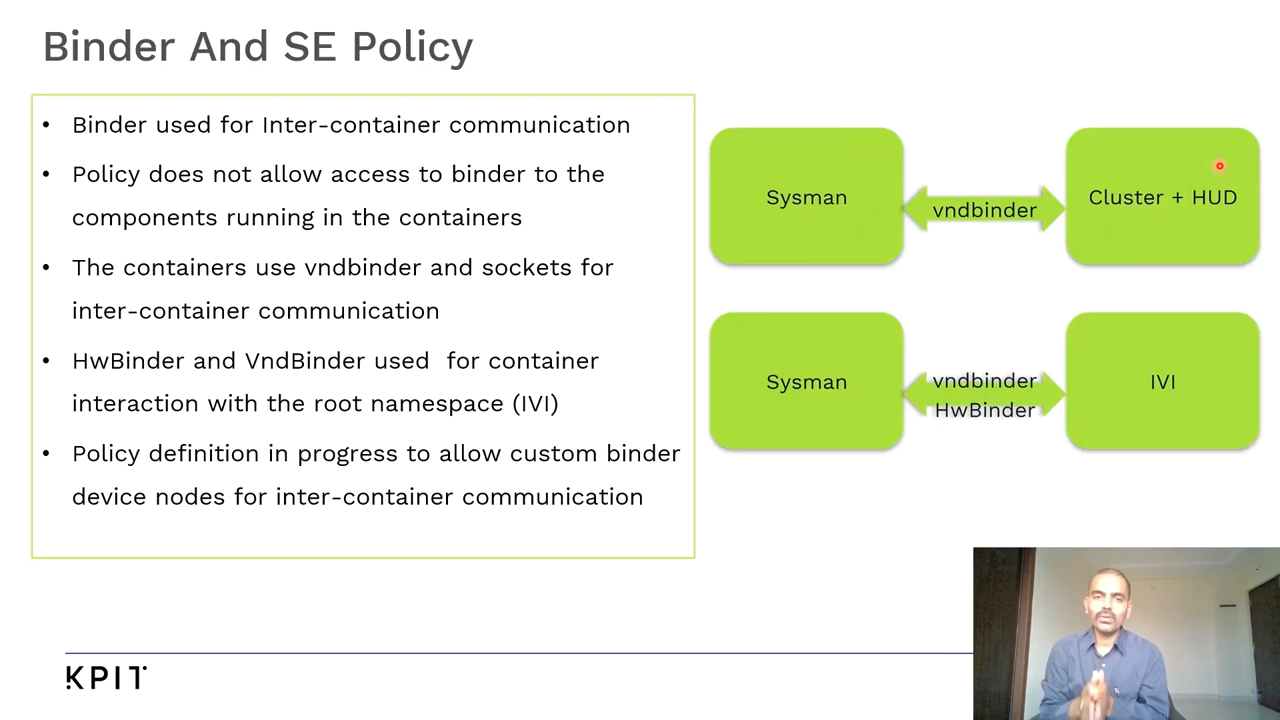 Binder And SE Policy
• Binder used for Inter-container communication
• Policy does not allow access to binder to the
components running in the containers
• The containers use vndbinder and sockets for
inter-container communication
• HwBinder and VndBinder used  for container
interaction with the root namespace (IVI)
• Policy definition in progress to allow custom binder
device nodes for inter-container communication
Sysman
vndbinder
Cluster + HUD
Sysman
vndbinder
HwBinder
IVI
KPIT